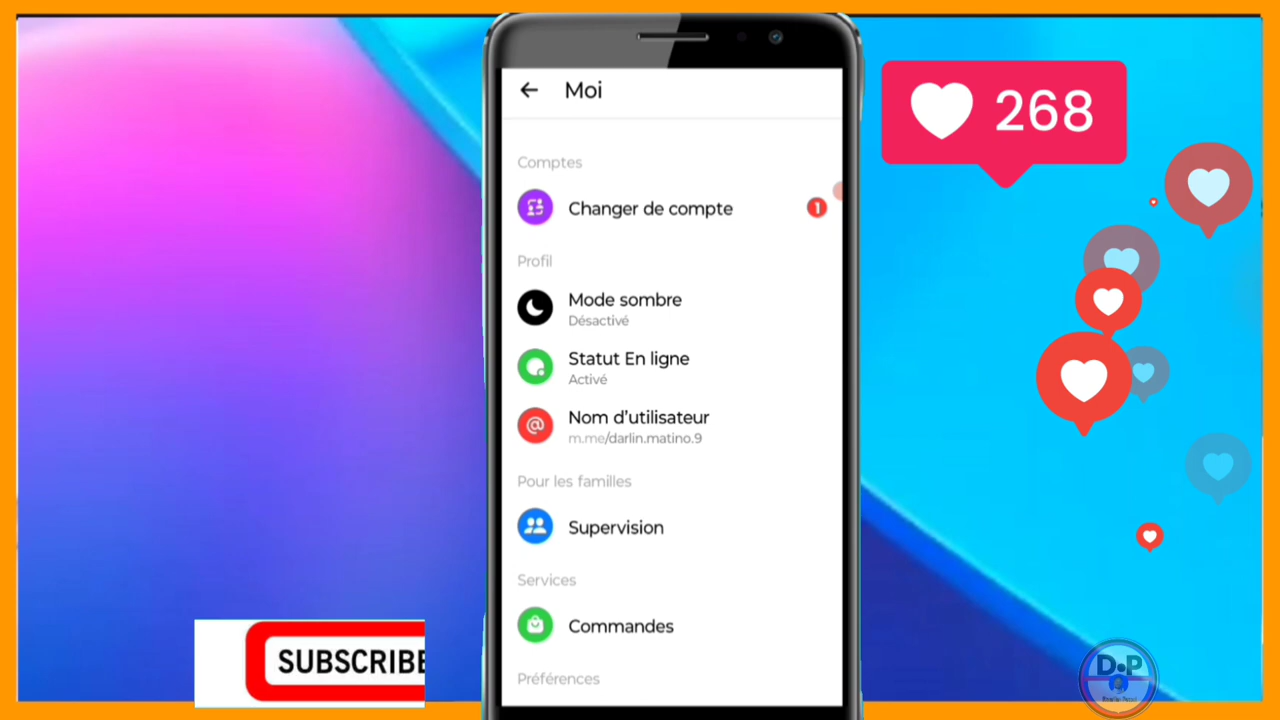 Moi
268
Comptes
Changer de compte
1
Profil
Mode sombre
Désactivé
Statut En ligne
Activé
Nom d’utilisateur
m.me/darlin.matino.9
Pour les familles
Supervision
Services
Commandes
Préférences
SUBSCRIBE
D.P